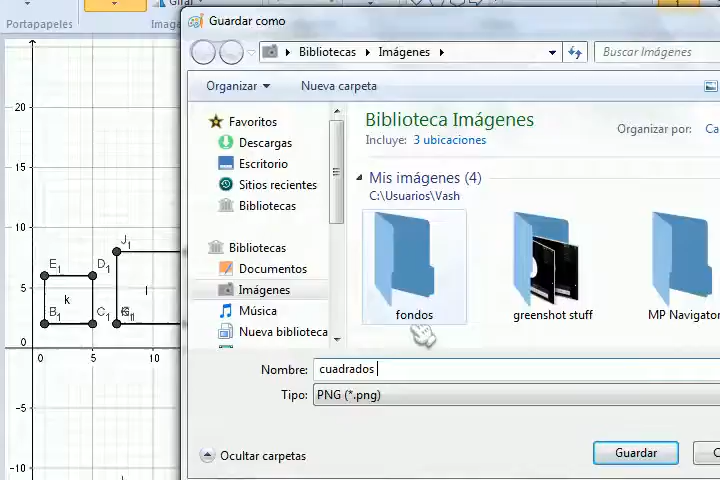 Girar
Portapapeles
Imag
Guardar como
Bibliotecas
Imágenes
Buscar Imágenes
Organizar
Nueva carpeta
Favoritos
Descargas
Escritorio
Sitios recientes
Bibliotecas
Bibliotecas
Documentos
Imágenes
Música
Nueva biblioteca
Biblioteca Imágenes
Incluye: 3 ubicaciones
Organizar por: Ca
Mis imágenes (4)
C:\Usuarios\Vash
fondos
greenshot stuff
MP Navigator
Nombre: cuadrados
Tipo: PNG (*.png)
Ocultar carpetas
Guardar
C
20
15
10
5
0
-5
-10
0 5 10
J₁
E₁ D₁
k l
B₁ C₁